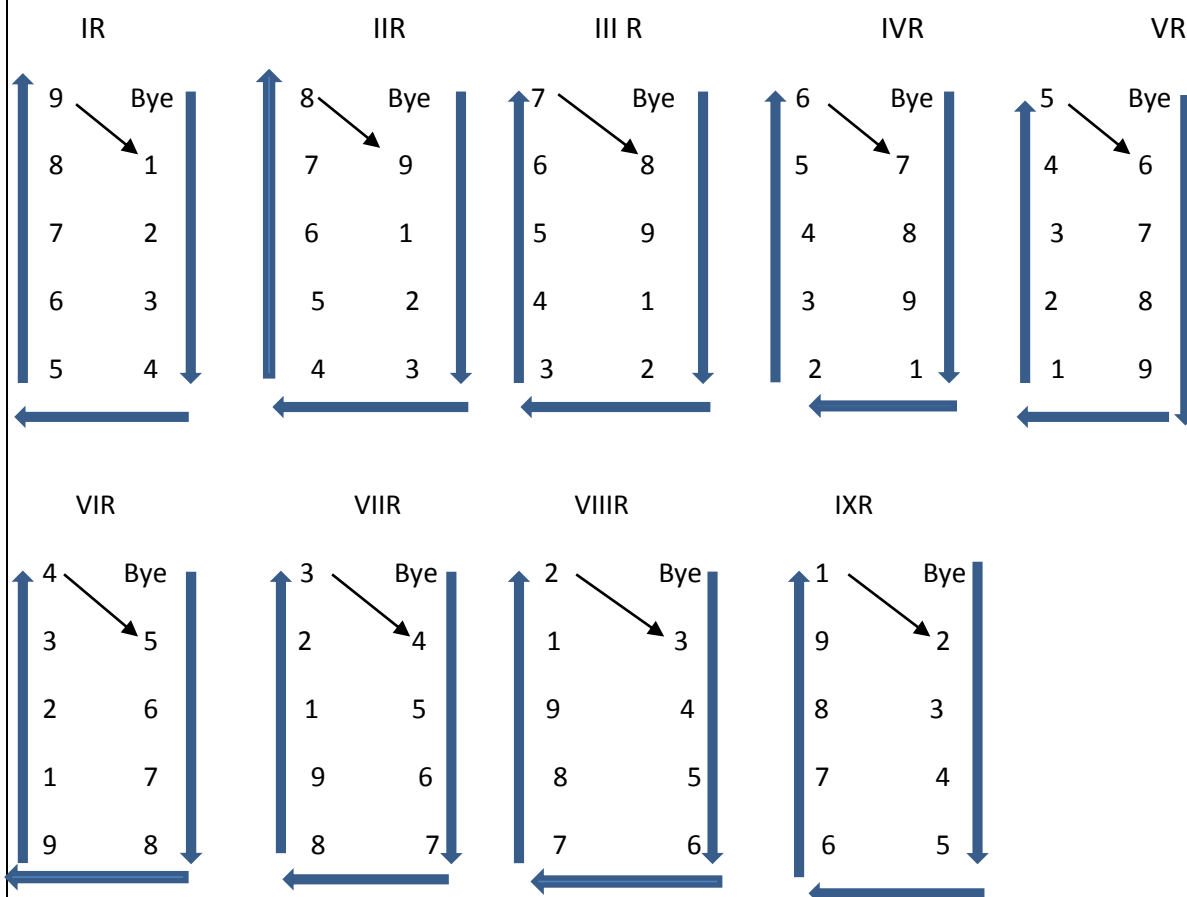 IR IIR III R IVR VR
9 Bye 8 Bye 7 Bye 6 Bye 5 Bye
8 1 7 9 6 8 5 7 4 6
7 2 6 1 5 9 4 8 3 7
6 3 5 2 4 1 3 9 2 8
5 4 4 3 3 2 2 1 1 9
VIR VIIR VIIIR IXR
4 Bye 3 Bye 2 Bye 1 Bye
3 5 2 4 1 3 9 2
2 6 1 5 9 4 8 3
1 7 9 6 8 5 7 4
9 8 8 7 7 6 6 5